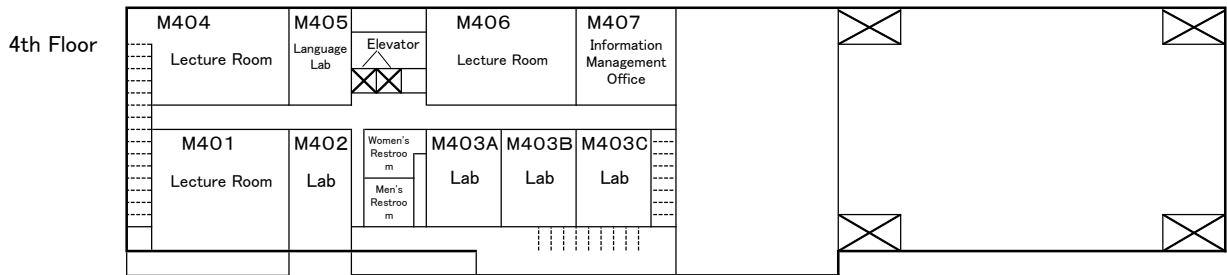 4th Floor
M404
Lecture Room
M405
Language
Lab
Elevator
M406
Lecture Room
M407
Information
Management
Office
M401
Lecture Room
M402
Lab
Women's
Restroo
m
Men's
Restroo
m
M403A
Lab
M403B
Lab
M403C
Lab